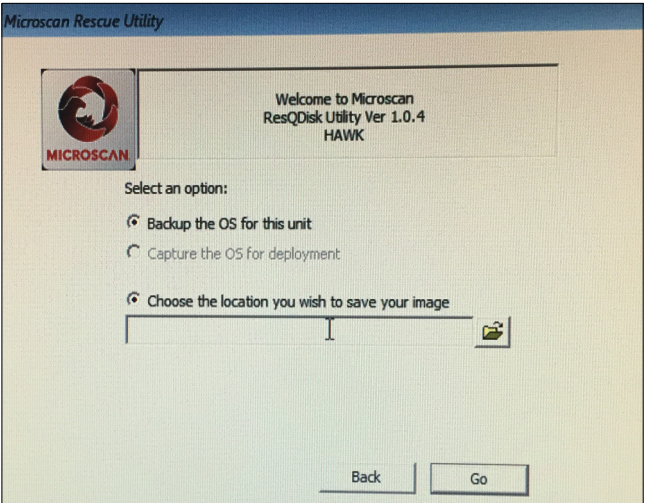 Microscan Rescue Utility
MICROSCAN
Welcome to Microscan
ResQDisk Utility Ver 1.0.4
HAWK
Select an option:
Backup the OS for this unit
Capture the OS for deployment
Choose the location you wish to save your image
Back
Go